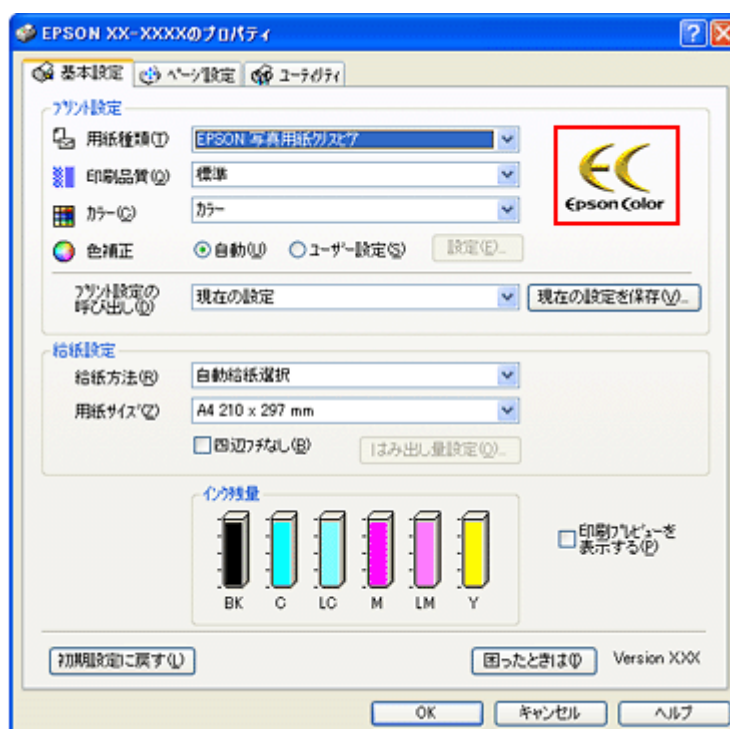 EPSON XX-XXXXのプロパティ
基本設定 ページ設定 ユーティリティ
プリント設定
用紙種類(T) EPSON 写真用紙クリスピア
印刷品質(Q) 標準
カラー(C) カラー
Epson Color
色補正 自動(U) ユーザー設定(S) 設定(E)...
プリント設定の
呼び出し(D) 現在の設定 現在の設定を保存(V)...
給紙設定
給紙方法(R) 自動給紙選択
用紙サイズ(Z) A4 210 x 297 mm
四辺フチなし(B) はみ出し量設定(O)...
インク残量
BK C LC M LM Y
印刷プレビューを
表示する(P)
初期設定に戻す(L) 困ったときは(I) Version X.XX
OK キャンセル ヘルプ